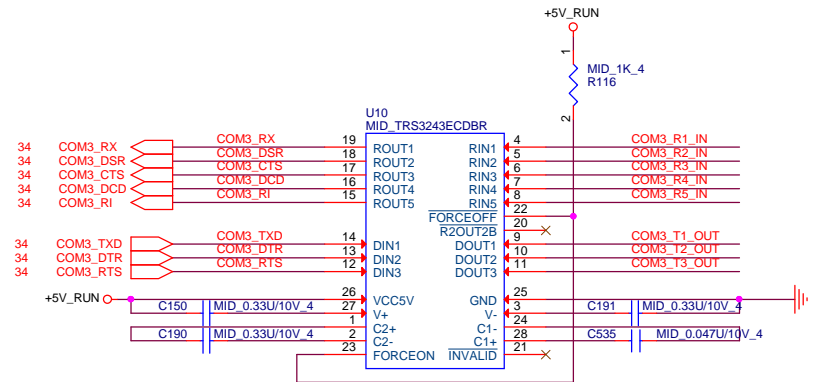 +5V_RUN
1
MID_1K_4
R116
2
U10
MID_TRS3243ECDBR
34 COM3_RX COM3_RX 19 ROUT1 RIN1 4 COM3_R1_IN
34 COM3_DSR COM3_DSR 18 ROUT2 RIN2 5 COM3_R2_IN
34 COM3_CTS COM3_CTS 17 ROUT3 RIN3 6 COM3_R3_IN
34 COM3_DCD COM3_DCD 16 ROUT4 RIN4 7 COM3_R4_IN
34 COM3_RI COM3_RI 15 ROUT5 RIN5 8 COM3_R5_IN
FORCEOFF 22
R2OUT2B 20
34 COM3_TXD COM3_TXD 14 DIN1 DOUT1 9 COM3_T1_OUT
34 COM3_DTR COM3_DTR 13 DIN2 DOUT2 10 COM3_T2_OUT
34 COM3_RTS COM3_RTS 12 DIN3 DOUT3 11 COM3_T3_OUT
+5V_RUN 26 VCC5V GND 25
C150 MID_0.33U/10V_4 27 V+ V- 3 C191 MID_0.33U/10V_4
1 C2+ C1- 24
C190 MID_0.33U/10V_4 2 C2- C1+ 28 C535 MID_0.047U/10V_4
23 FORCEON INVALID 21